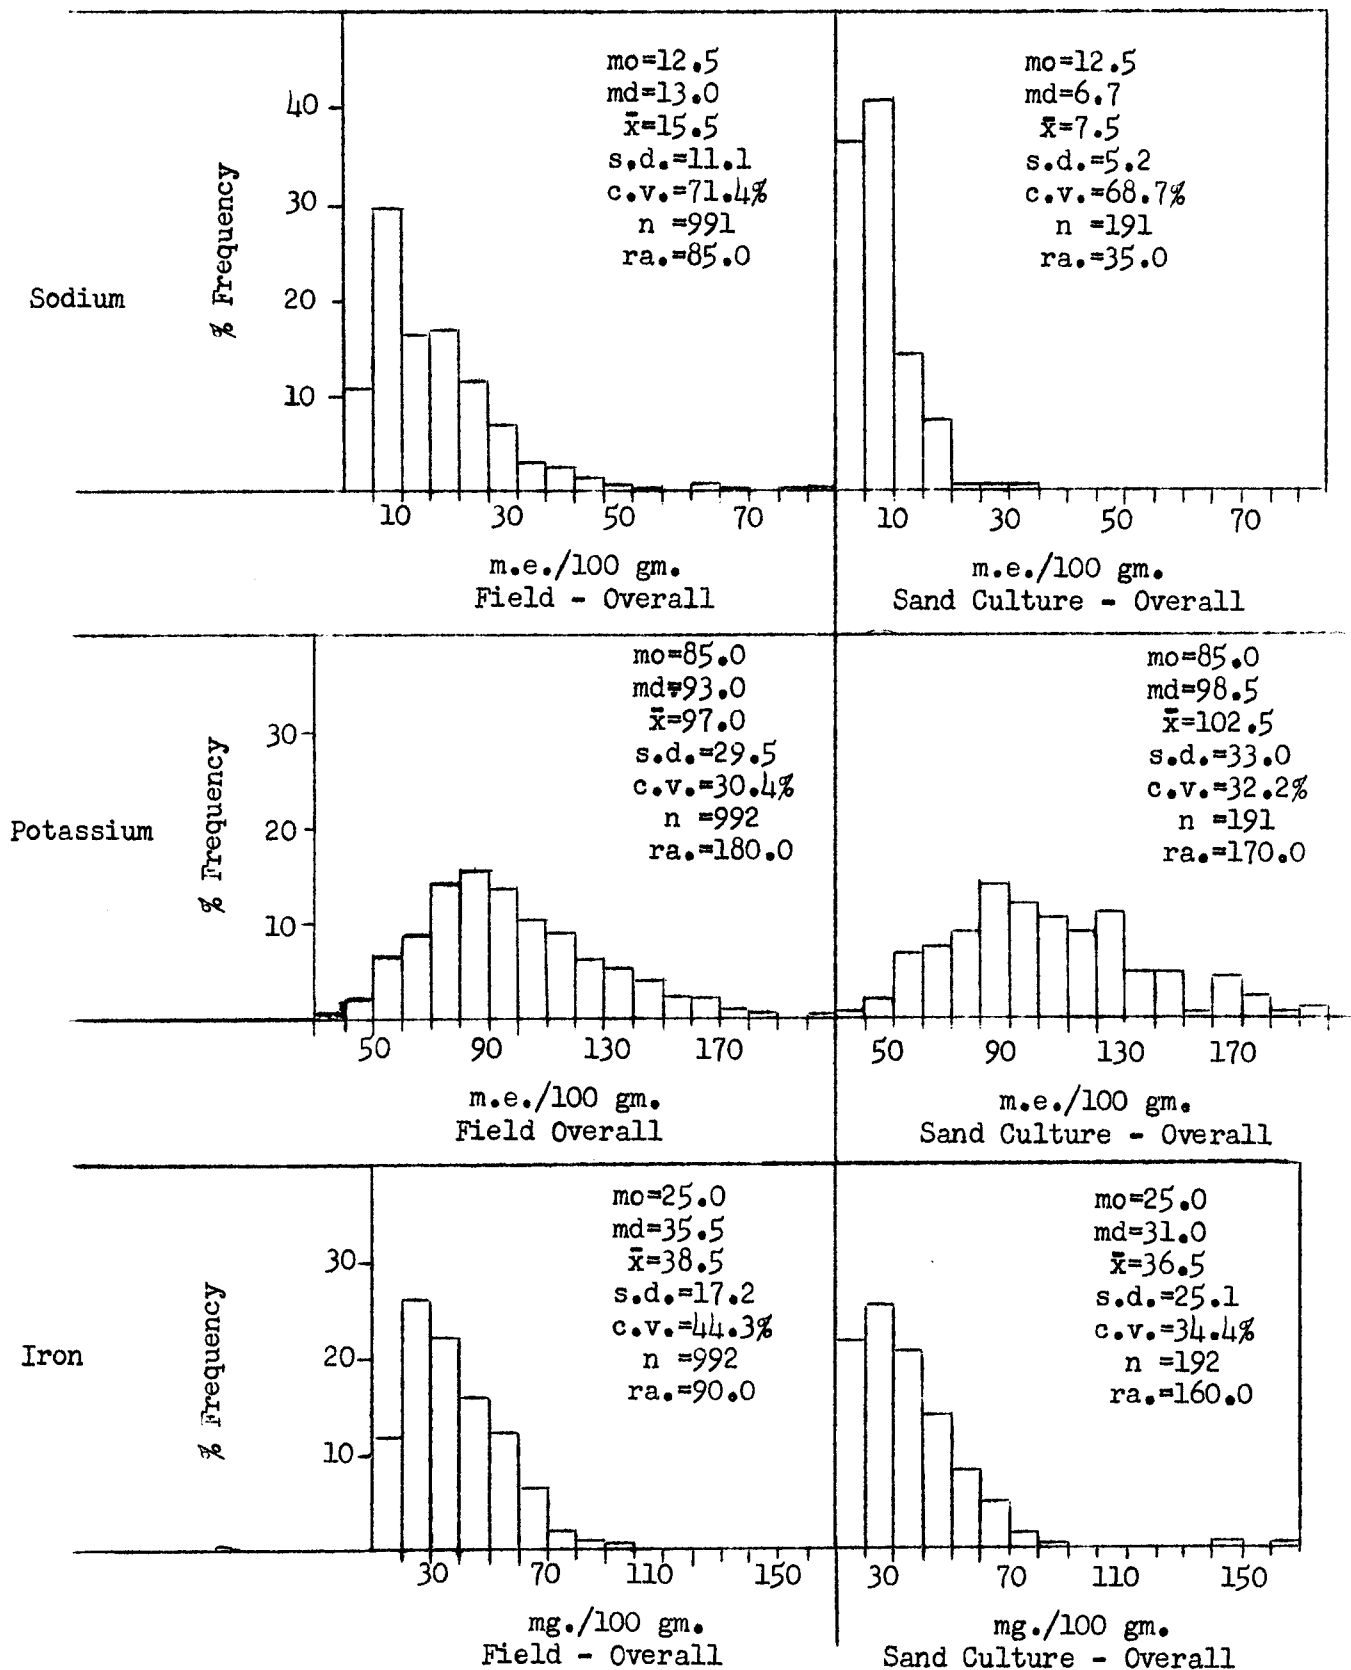 mo=12.5
md=13.0
x̄=15.5
s.d.=11.1
c.v.=71.4%
n =991
ra.=85.0
mo=12.5
md=6.7
x̄=7.5
s.d.=5.2
c.v.=68.7%
n =191
ra.=35.0
Sodium
% Frequency
40
30
20
10
10 30 50 70
10 30 50 70
m.e./100 gm.
Field - Overall
m.e./100 gm.
Sand Culture - Overall
mo=85.0
md=93.0
x̄=97.0
s.d.=29.5
c.v.=30.4%
n =992
ra.=180.0
mo=85.0
md=98.5
x̄=102.5
s.d.=33.0
c.v.=32.2%
n =191
ra.=170.0
Potassium
% Frequency
30
20
10
50 90 130 170
50 90 130 170
m.e./100 gm.
Field Overall
m.e./100 gm.
Sand Culture - Overall
mo=25.0
md=35.5
x̄=38.5
s.d.=17.2
c.v.=44.3%
n =992
ra.=90.0
mo=25.0
md=31.0
x̄=36.5
s.d.=25.1
c.v.=34.4%
n =192
ra.=160.0
Iron
% Frequency
30
20
10
30 70 110 150
30 70 110 150
mg./100 gm.
Field - Overall
mg./100 gm.
Sand Culture - Overall